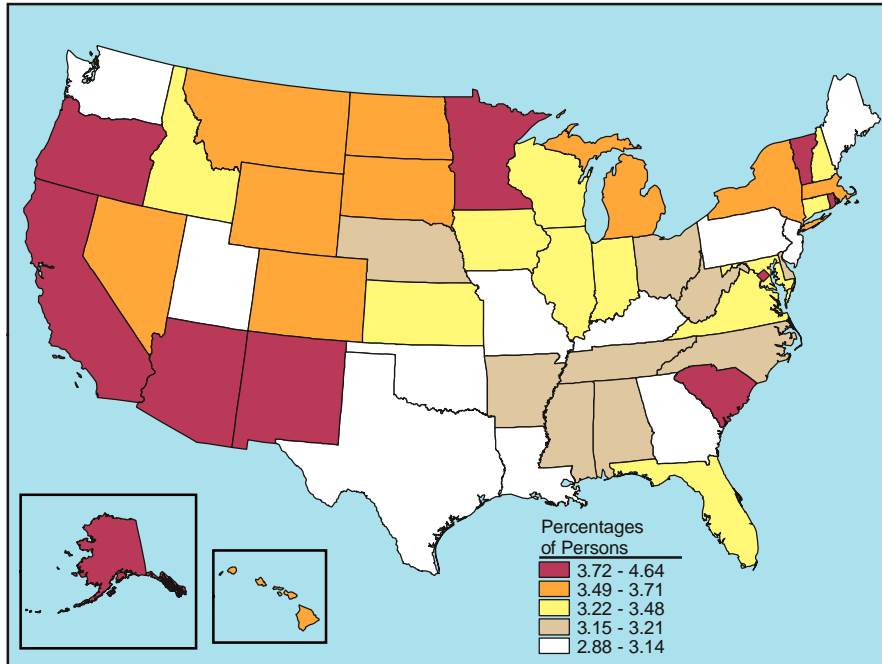 Percentages
of Persons
3.72 - 4.64
3.49 - 3.71
3.22 - 3.48
3.15 - 3.21
2.88 - 3.14